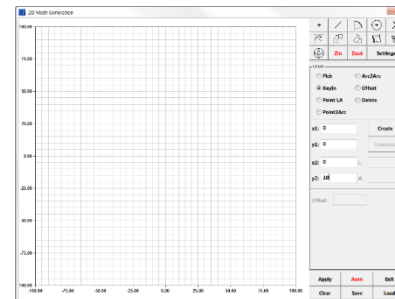 2D Mesh Generation
100.00
Zin Zout Settings
75.00
Lines
Pick Arc2Arc
50.00
KeyIn Offset
Point LA Delete
25.00
Point2Arc
x1: 0 Create
0.00
y1: 0
x2: 0 L:
-25.00
y2: 10 A:
Offset:
-50.00
-75.00
Apply Axon Exit
-100.00
-100.00 -75.00 -50.00 -25.00 0.00 25.00 50.00 75.00 100.00
Clear Save Load